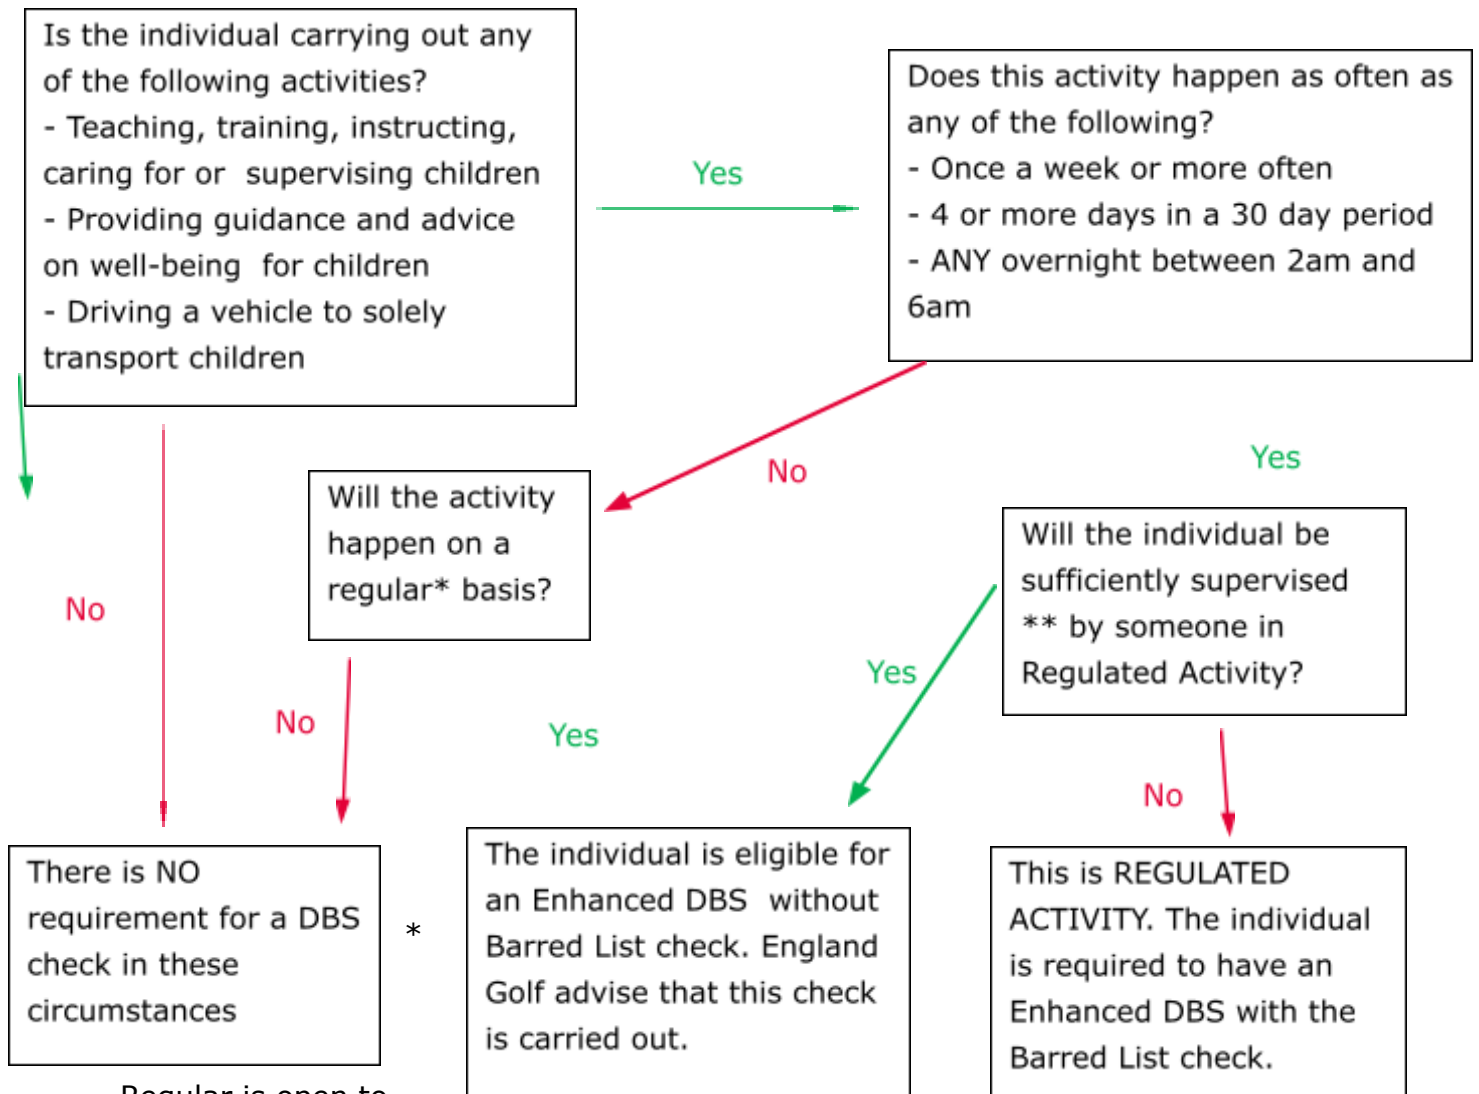 Is the individual carrying out any
of the following activities?
- Teaching, training, instructing,
caring for or  supervising children
- Providing guidance and advice
on well-being  for children
- Driving a vehicle to solely
transport children
Yes
Does this activity happen as often as
any of the following?
- Once a week or more often
- 4 or more days in a 30 day period
- ANY overnight between 2am and
6am
No
Yes
Will the activity
happen on a
regular* basis?
Will the individual be
sufficiently supervised
** by someone in
Regulated Activity?
No
No
Yes
Yes
No
There is NO
requirement for a DBS
check in these
circumstances
*
The individual is eligible for
an Enhanced DBS  without
Barred List check. England
Golf advise that this check
is carried out.
This is REGULATED
ACTIVITY. The individual
is required to have an
Enhanced DBS with the
Barred List check.
Regular is open to